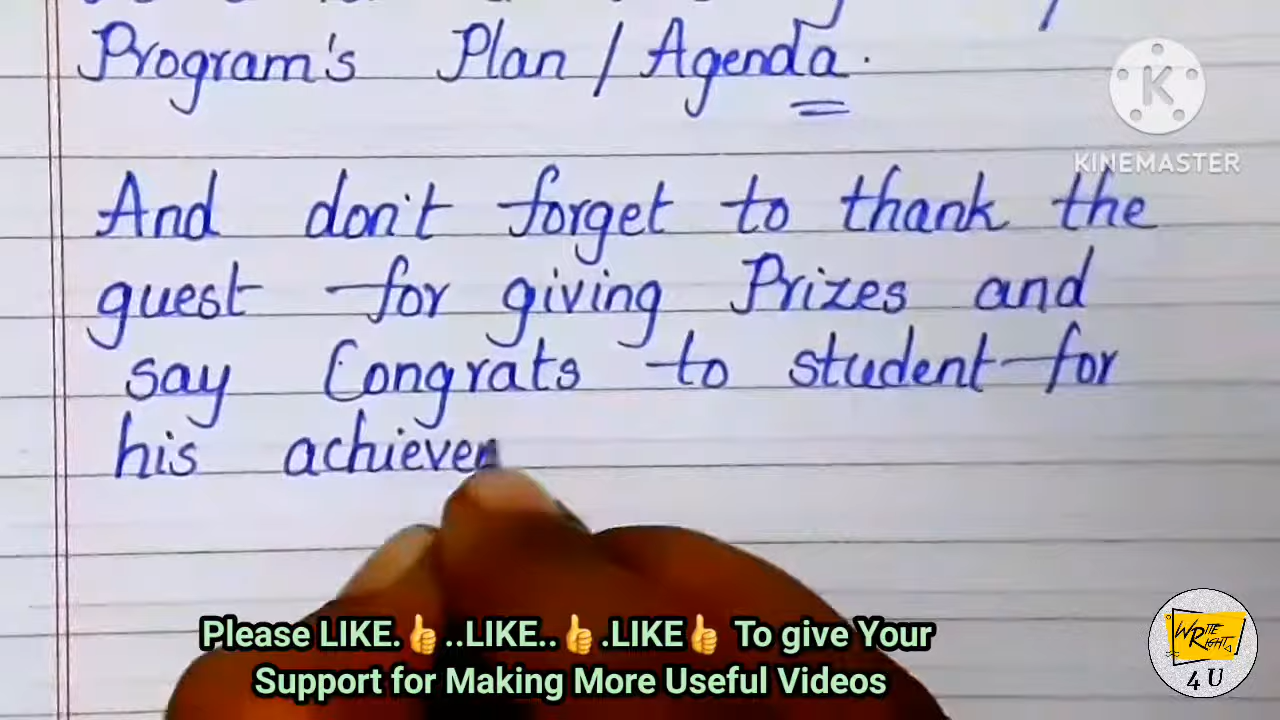 Program's Plan / Agenda.
KINEMASTER
And don't forget to thank the
guest for giving Prizes and
say Congrats to student for
his achieve
Please LIKE.👍..LIKE..👍.LIKE👍 To give Your
Support for Making More Useful Videos
WRITE
RIGHT
4 U